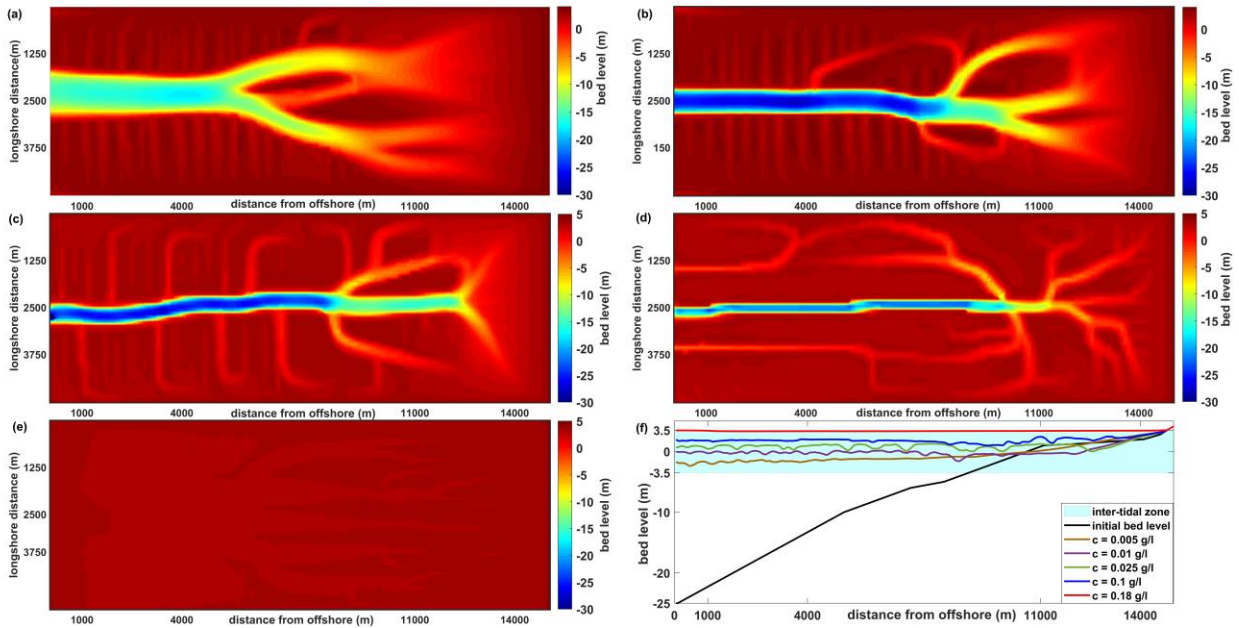 (a)
longshore distance(m)
1250
2500
3750
1000
4000
distance from offshore (m)
11000
14000
0
-5
-10
-15
-20
-25
-30
bed level (m)
(b)
longshore distance (m)
1250
2500
150
1000
4000
distance from offshore (m)
11000
14000
0
-5
-10
-15
-20
-25
-30
bed level (m)
(c)
longshore distance (m)
1250
2500
3750
1000
4000
distance from offshore (m)
11000
14000
5
0
-5
-10
-15
-20
-25
-30
bed level (m)
(d)
longshore distance (m)
1250
2500
3750
1000
4000
distance from offshore (m)
11000
14000
5
0
-5
-10
-15
-20
-25
-30
bed level (m)
(e)
longshore distance (m)
1250
2500
3750
1000
4000
distance from offshore (m)
11000
14000
5
0
-5
-10
-15
-20
-25
-30
bed level (m)
(f)
bed level (m)
3.5
0
-3.5
-10
-20
-25
0
1000
4000
distance from offshore (m)
11000
14000
inter-tidal zone
initial bed level
c = 0.005 g/l
c = 0.01 g/l
c = 0.025 g/l
c = 0.1 g/l
c = 0.18 g/l